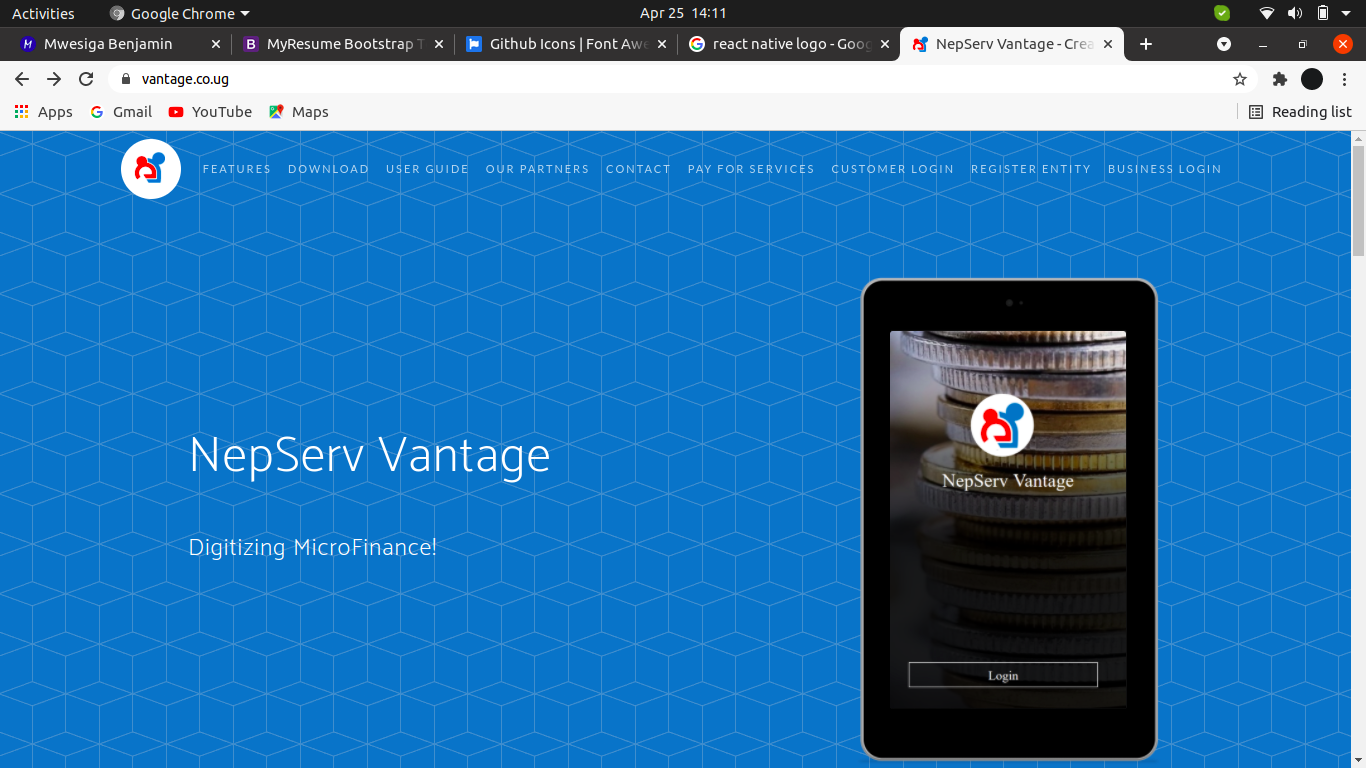 Activities Google Chrome Apr 25 14:11
Mwesiga Benjamin MyResume Bootstrap T Github Icons | Font Awe react native logo - Goog NepServ Vantage - Crea
vantage.co.ug
Apps Gmail YouTube Maps Reading list
FEATURES DOWNLOAD USER GUIDE OUR PARTNERS CONTACT PAY FOR SERVICES CUSTOMER LOGIN REGISTER ENTITY BUSINESS LOGIN
NepServ Vantage
Digitizing MicroFinance!
NepServ Vantage
Login